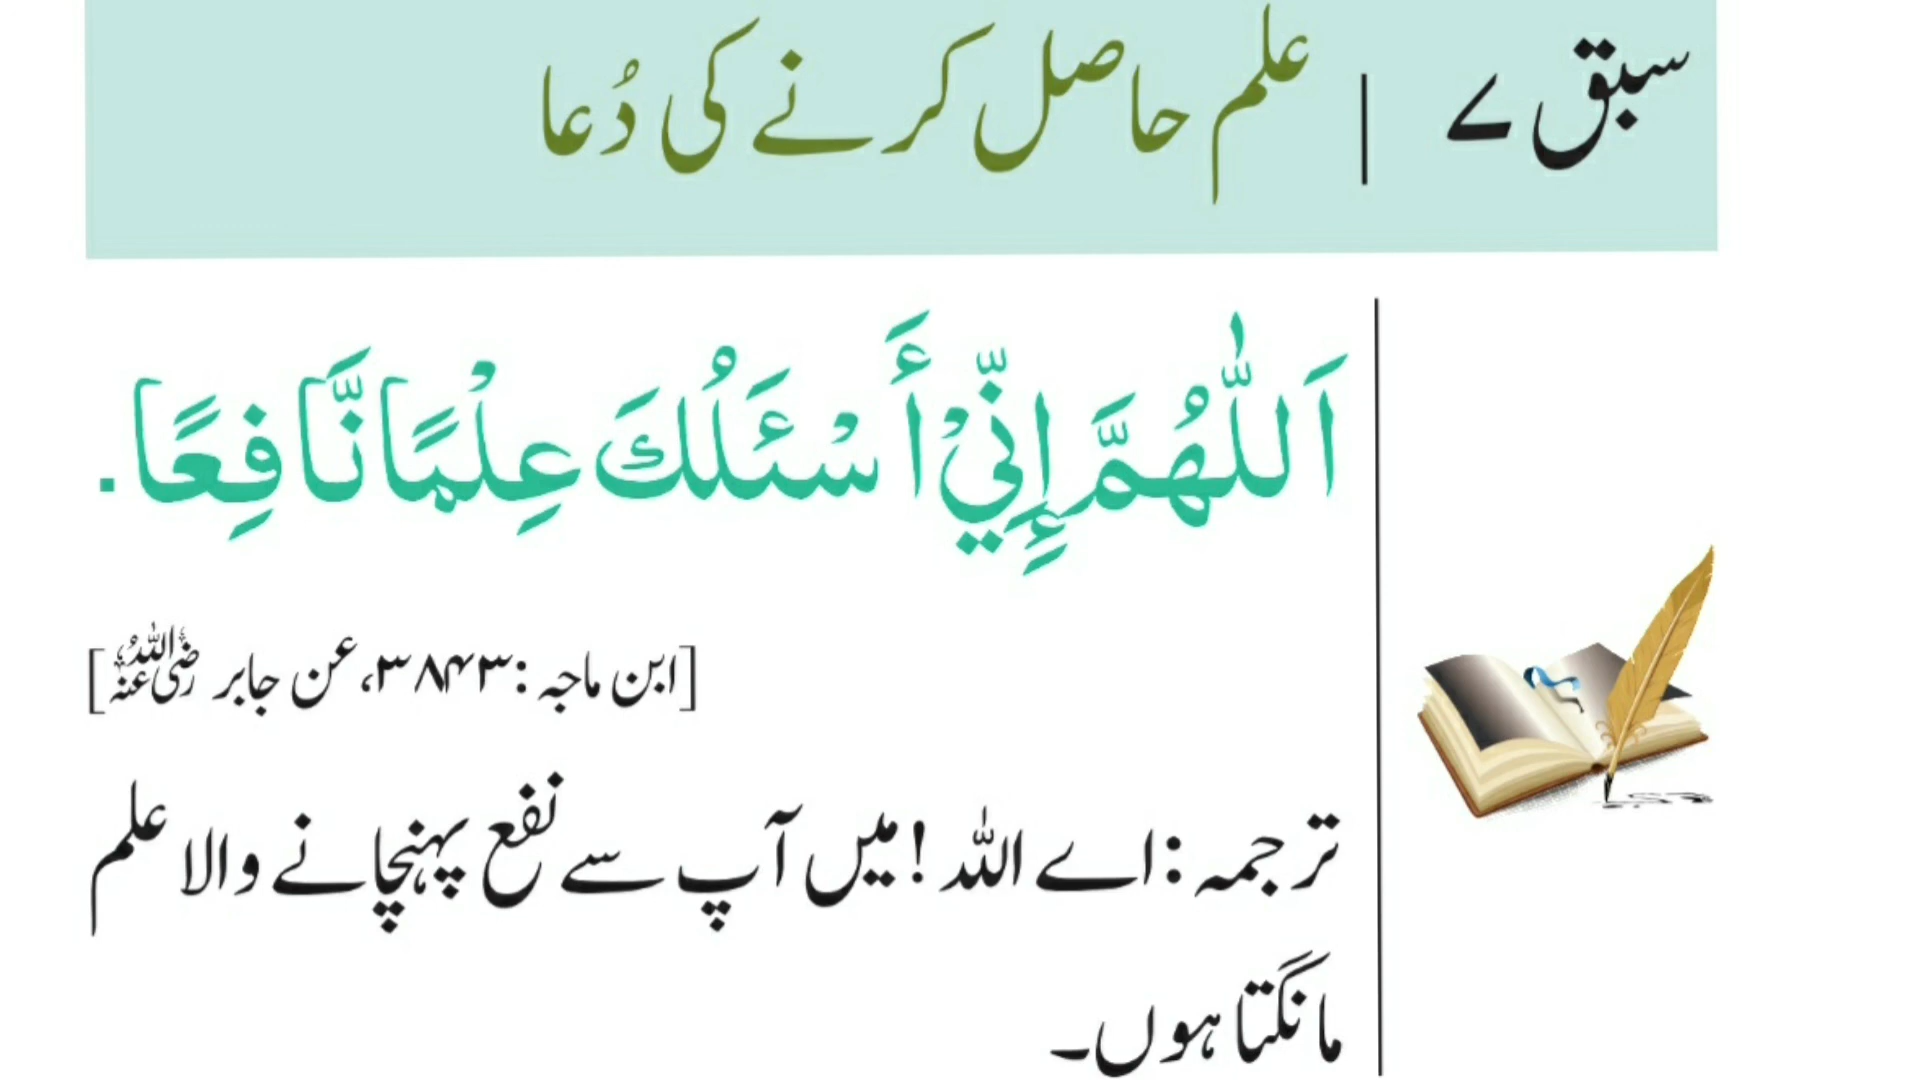 سبق ۷ | علم حاصل کرنے کی دُعا
اَللّٰهُمَّ إِنِّيْ أَسْئَلُكَ عِلْمًا نَّافِعًا.
[ابن ماجہ: ۳۸۴۳، عن جابر رضی اللہ عنہ]
ترجمہ: اے اللہ! میں آپ سے نفع پہنچانے والا علم
مانگتا ہوں۔